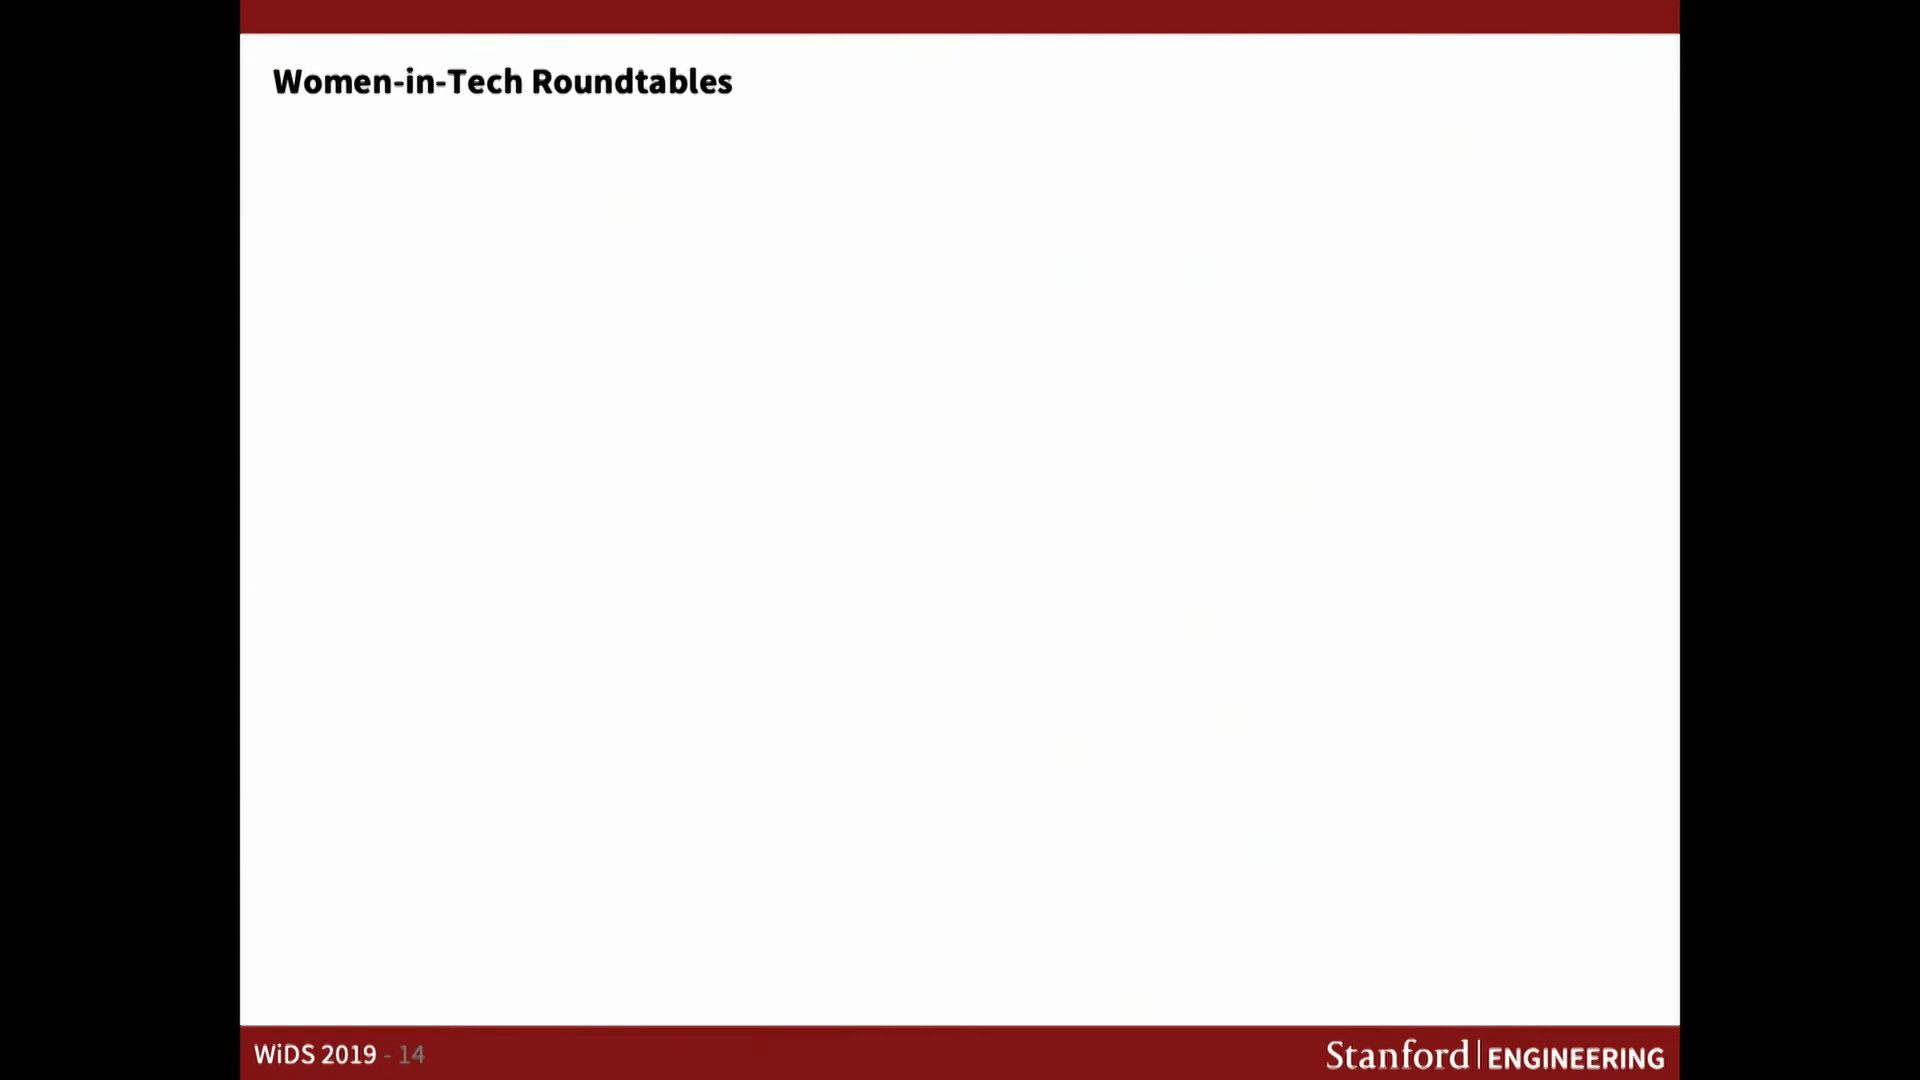 Women-in-Tech Roundtables
WiDS 2019 - 14
Stanford | ENGINEERING